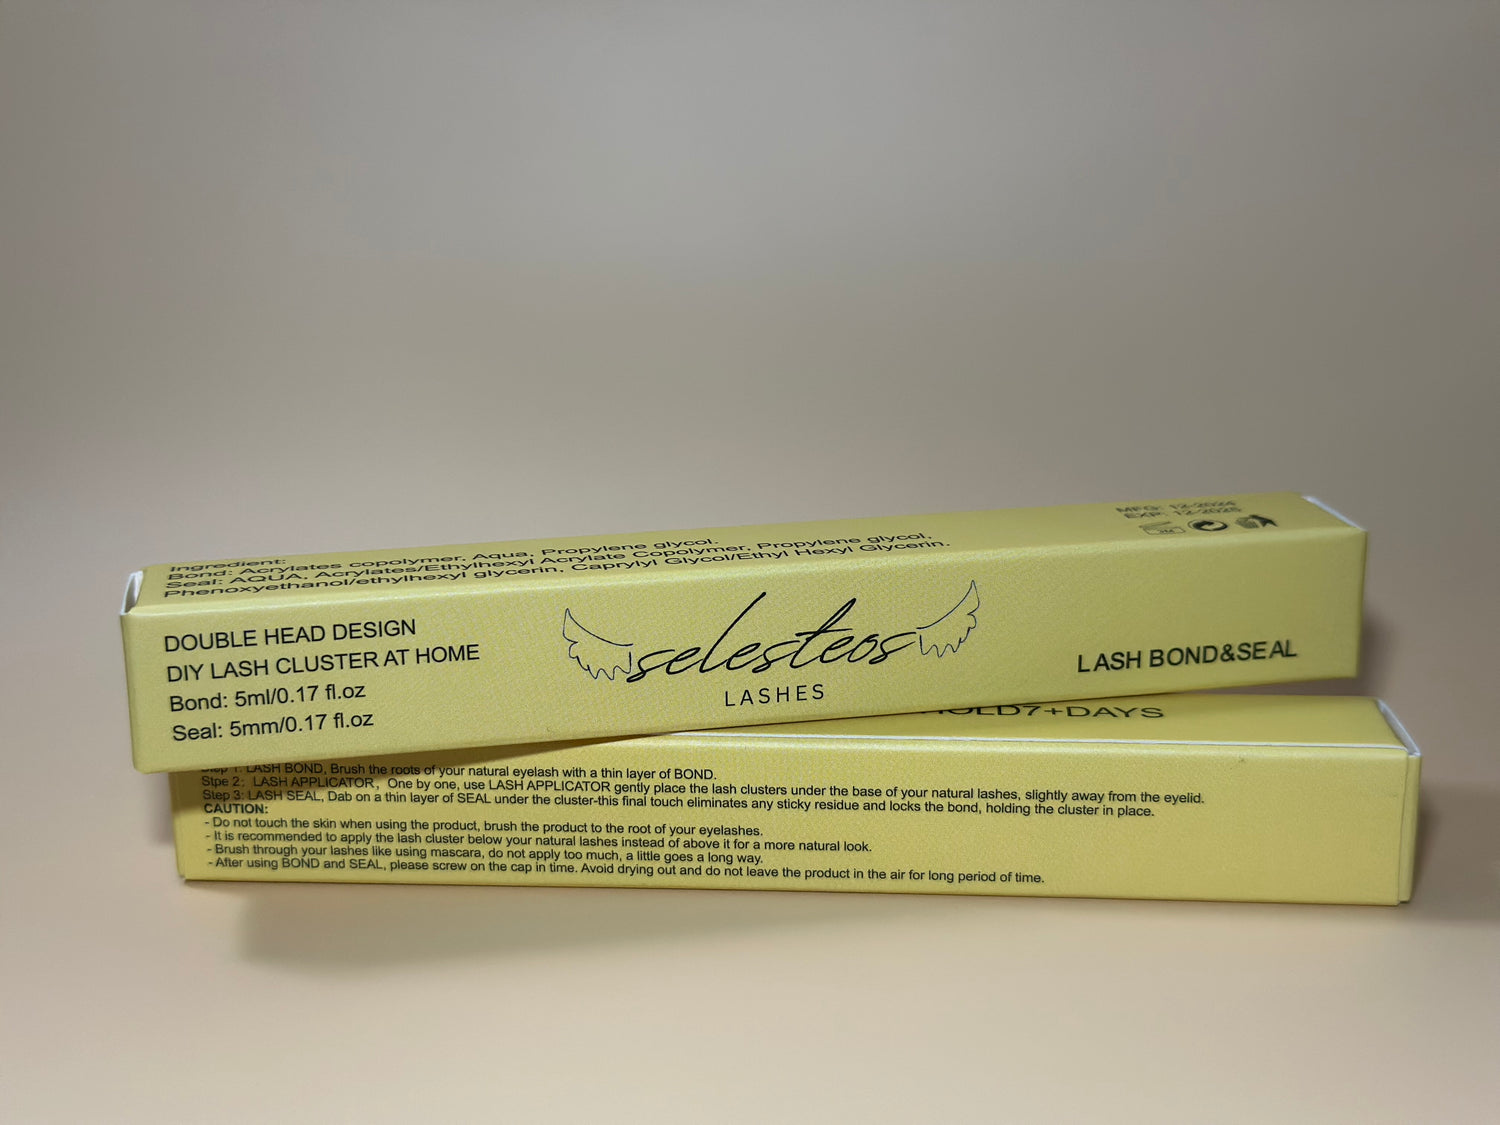 Ingredient:
Bond: Acrylates copolymer, Aqua, Propylene glycol.
Seal: AQUA, Acrylates/Ethylhexyl Acrylate Copolymer, Propylene glycol,
Phenoxyethanol/ethylhexyl glycerin, Caprylyl Glycol/Ethyl Hexyl Glycerin.
MFG: 12-2024
EXP: 12-2025
DOUBLE HEAD DESIGN
DIY LASH CLUSTER AT HOME
Bond: 5ml/0.17 fl.oz
Seal: 5mm/0.17 fl.oz
selesteos
LASHES
LASH BOND&SEAL
HOLD7+DAYS
Step 1: LASH BOND, Brush the roots of your natural eyelash with a thin layer of BOND.
Stpe 2: LASH APPLICATOR, One by one, use LASH APPLICATOR gently place the lash clusters under the base of your natural lashes, slightly away from the eyelid.
Step 3: LASH SEAL, Dab on a thin layer of SEAL under the cluster-this final touch eliminates any sticky residue and locks the bond, holding the cluster in place.
CAUTION:
- Do not touch the skin when using the product, brush the product to the root of your eyelashes.
- It is recommended to apply the lash cluster below your natural lashes instead of above it for a more natural look.
- Brush through your lashes like using mascara, do not apply too much, a little goes a long way.
- After using BOND and SEAL, please screw on the cap in time. Avoid drying out and do not leave the product in the air for long period of time.